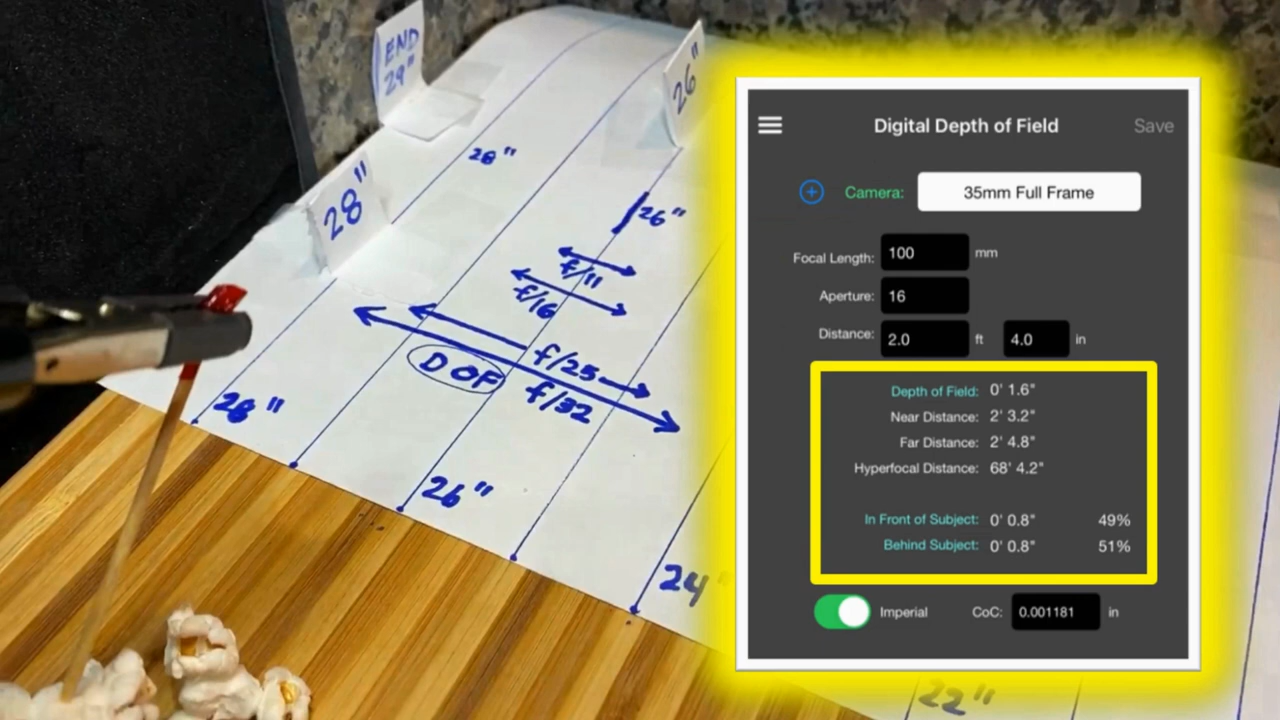 END
29"
26"
28"
28"
26"
f/11
f/16
f/25
DOF
f/32
28"
26"
24"
22"
Digital Depth of Field
Save
Camera: 35mm Full Frame
Focal Length: 100 mm
Aperture: 16
Distance: 2.0 ft 4.0 in
Depth of Field: 0' 1.6"
Near Distance: 2' 3.2"
Far Distance: 2' 4.8"
Hyperfocal Distance: 68' 4.2"
In Front of Subject: 0' 0.8" 49%
Behind Subject: 0' 0.8" 51%
Imperial CoC: 0.001181 in